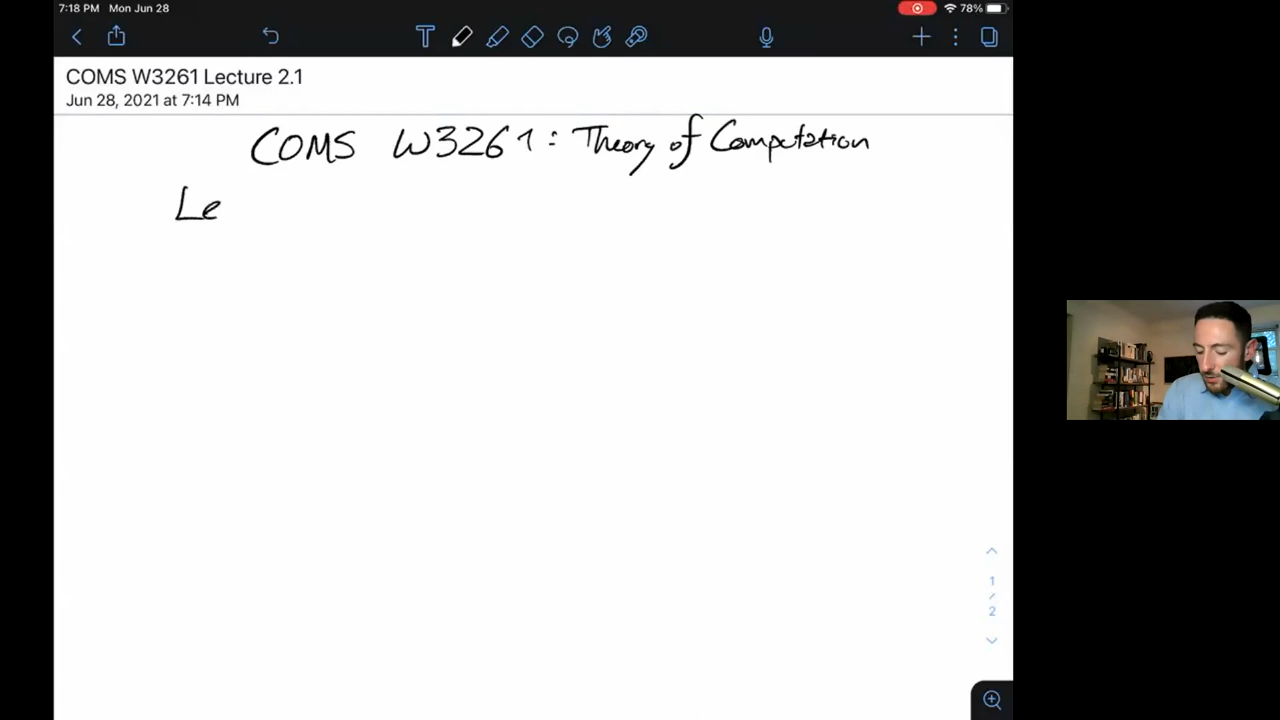 7:18 PM Mon Jun 28 78%
T
COMS W3261 Lecture 2.1
Jun 28, 2021 at 7:14 PM
COMS W3261: Theory of Computation
Le
1
/
2